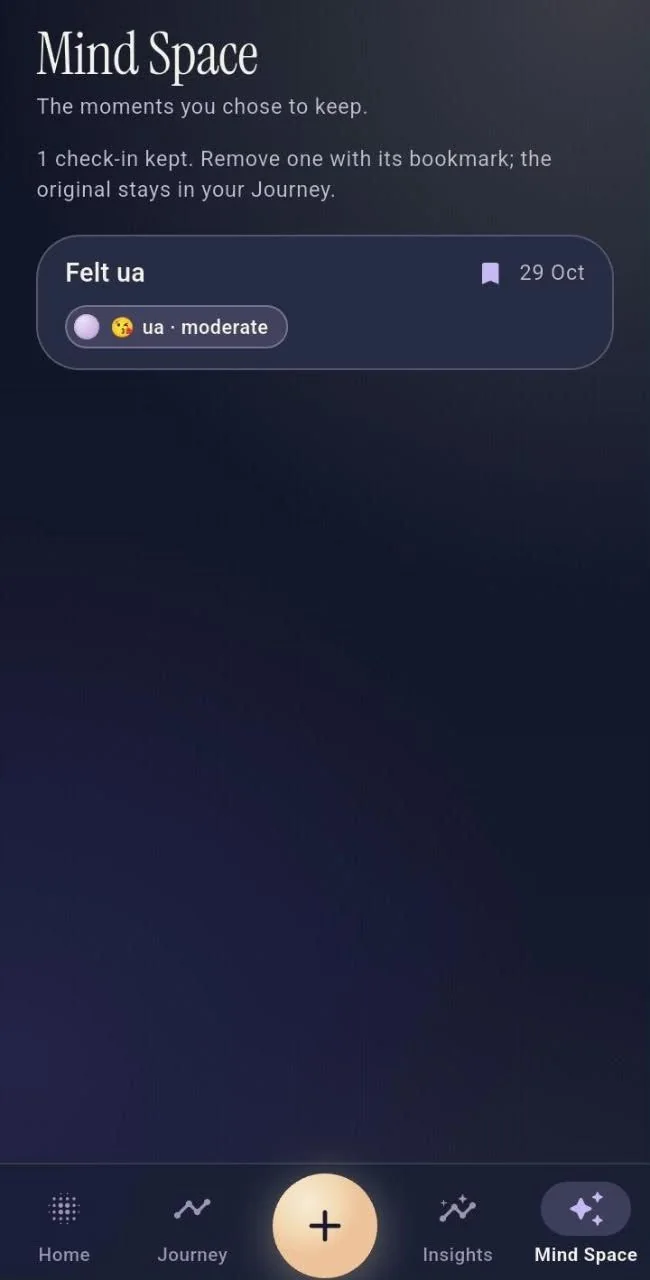 Mind Space
The moments you chose to keep.
1 check-in kept. Remove one with its bookmark; the
original stays in your Journey.
Felt ua
29 Oct
😘 ua · moderate
Home
Journey
Insights
Mind Space